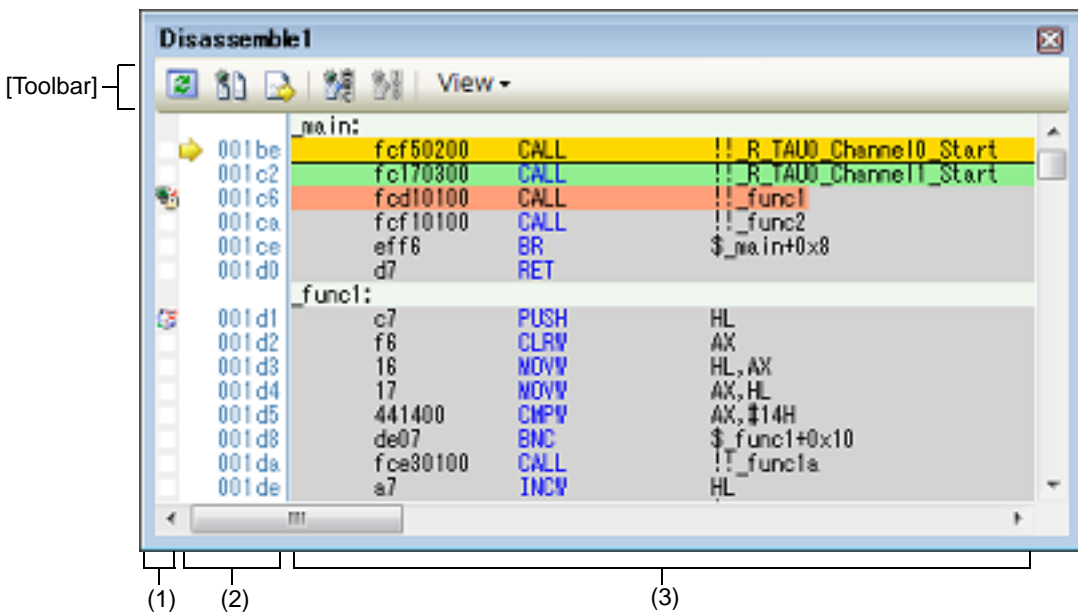 Disassemble1
[Toolbar]
View
_main:
001be fcf50200 CALL !!_R_TAU0_Channel0_Start
001c2 fc170300 CALL !!_R_TAU0_Channel1_Start
001c6 fcd10100 CALL !!_func1
001ca fcf10100 CALL !!_func2
001ce eff6 BR $_main+0x8
001d0 d7 RET
_func1:
001d1 c7 PUSH HL
001d2 f6 CLRW AX
001d3 16 MOVW HL,AX
001d4 17 MOVW AX,HL
001d5 441400 CMPW AX,#14H
001d8 de07 BNC $_func1+0x10
001da fce30100 CALL !!_func1a
001de a7 INCW HL
(1) (2) (3)